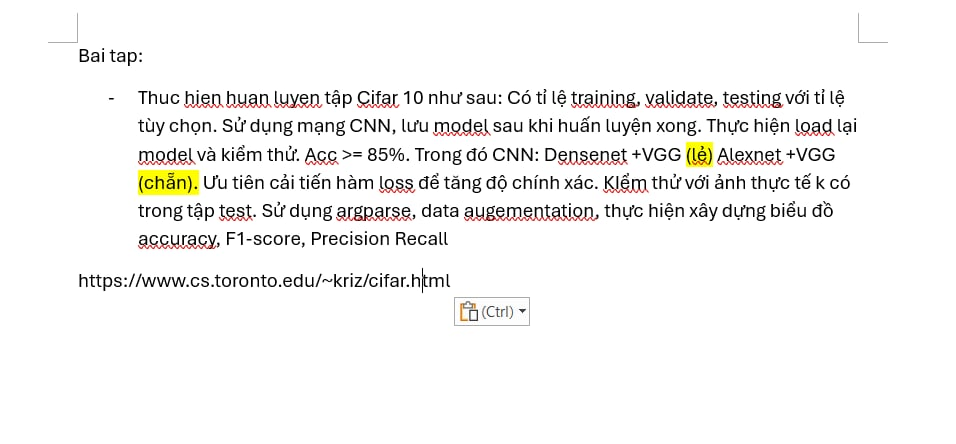 Bai tap:
- Thuc hien huan luyen tập Cifar 10 như sau: Có tỉ lệ training, validate, testing với tỉ lệ
tùy chọn. Sử dụng mạng CNN, lưu model sau khi huấn luyện xong. Thực hiện load lại
model và kiểm thử. Acc >= 85%. Trong đó CNN: Densenet +VGG (lẻ) Alexnet +VGG
(chẵn). Ưu tiên cải tiến hàm loss để tăng độ chính xác. KIểm thử với ảnh thực tế k có
trong tập test. Sử dụng argparse, data augementation, thực hiện xây dựng biểu đồ
accuracy, F1-score, Precision Recall
https://www.cs.toronto.edu/~kriz/cifar.html
(Ctrl)